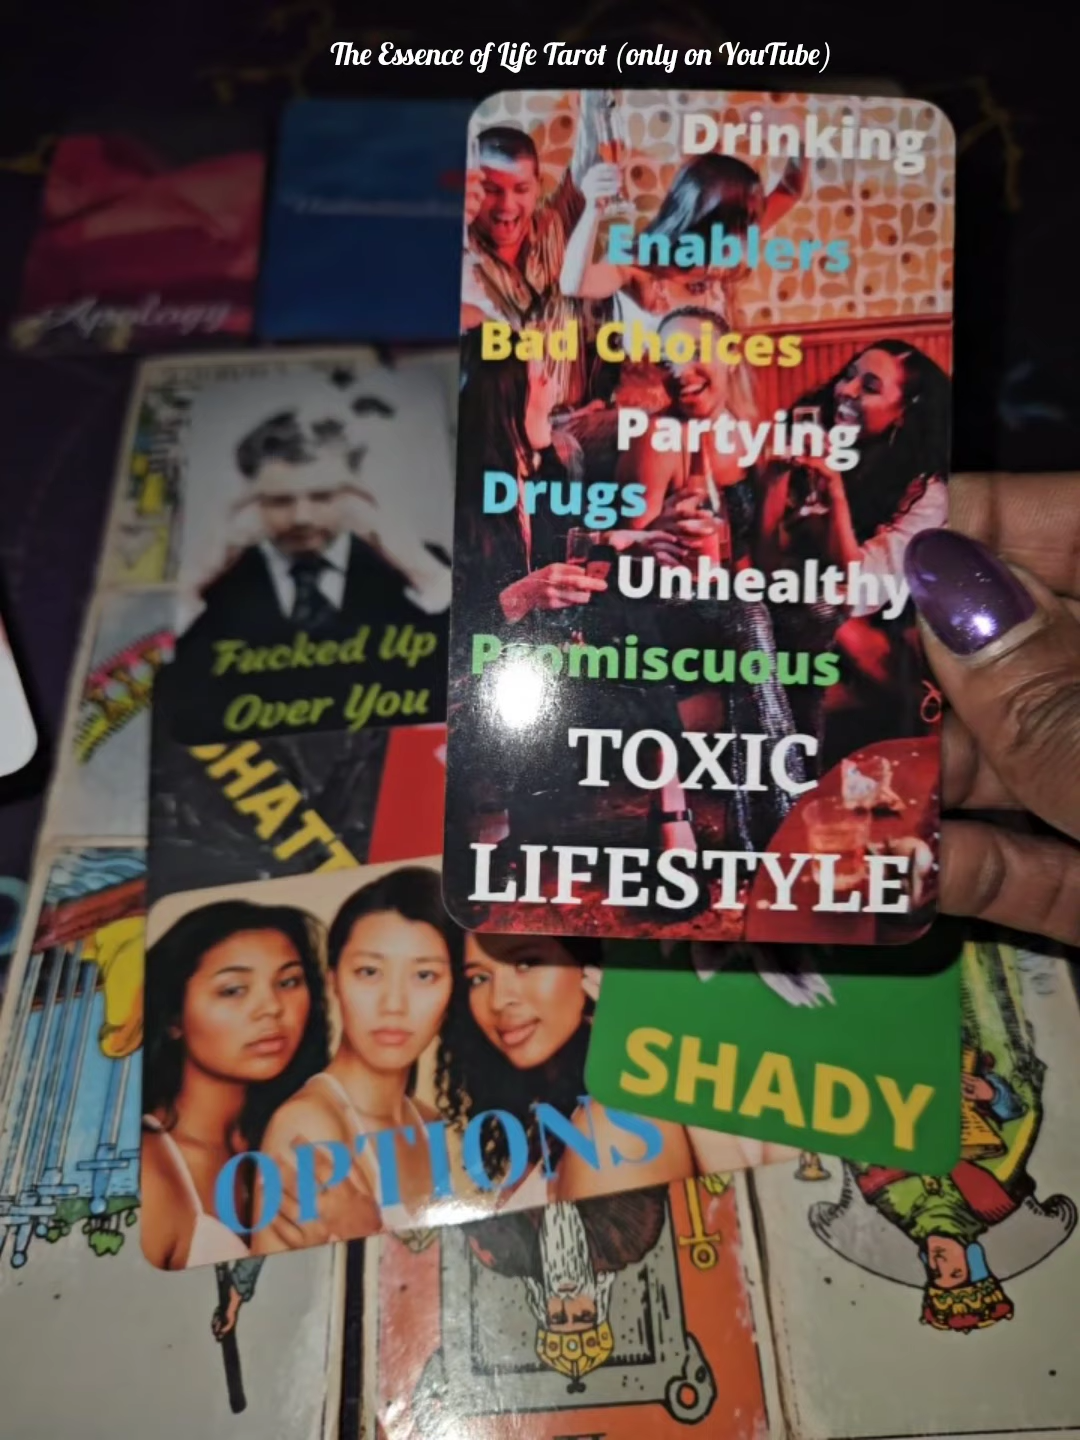 The Essence of Life Tarot (only on YouTube)
Drinking
Enablers
Bad Choices
Partying
Drugs
Unhealthy
Promiscuous
TOXIC
LIFESTYLE
Apology
Fucked Up
Over You
SHATT
OPTIONS
SHADY